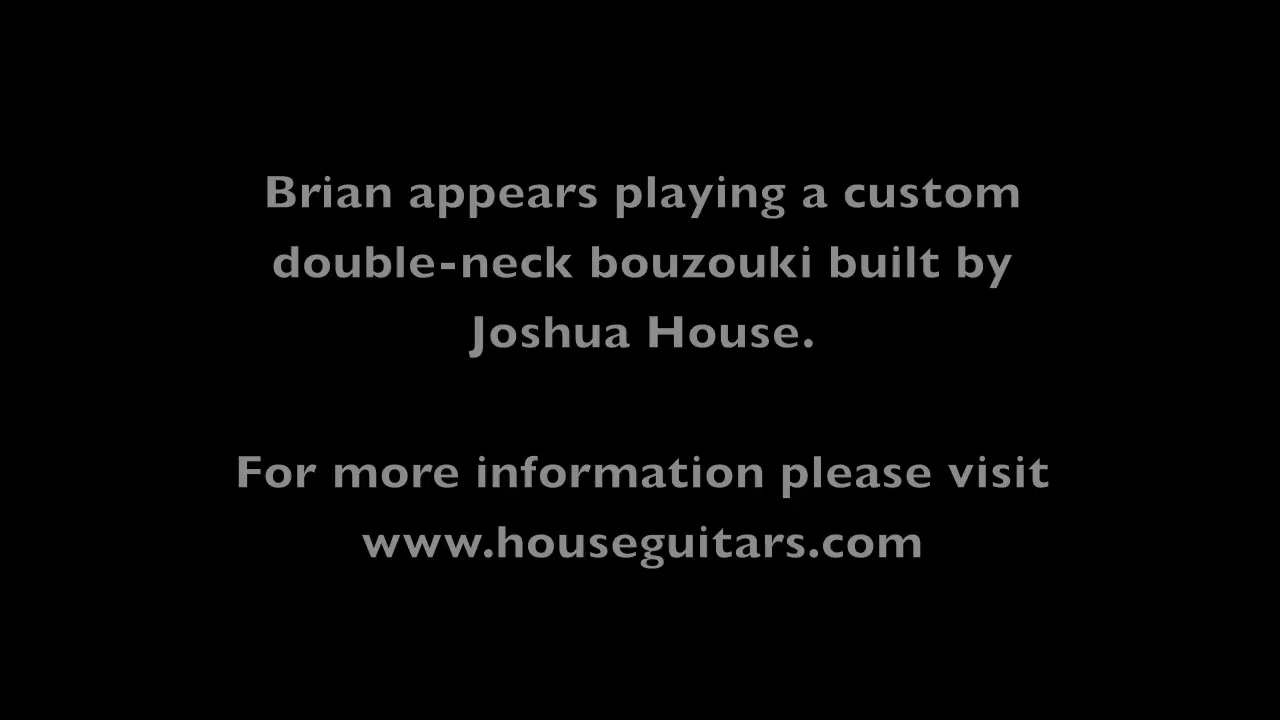 Brian appears playing a custom
double-neck bouzouki built by
Joshua House.
For more information please visit
www.houseguitars.com